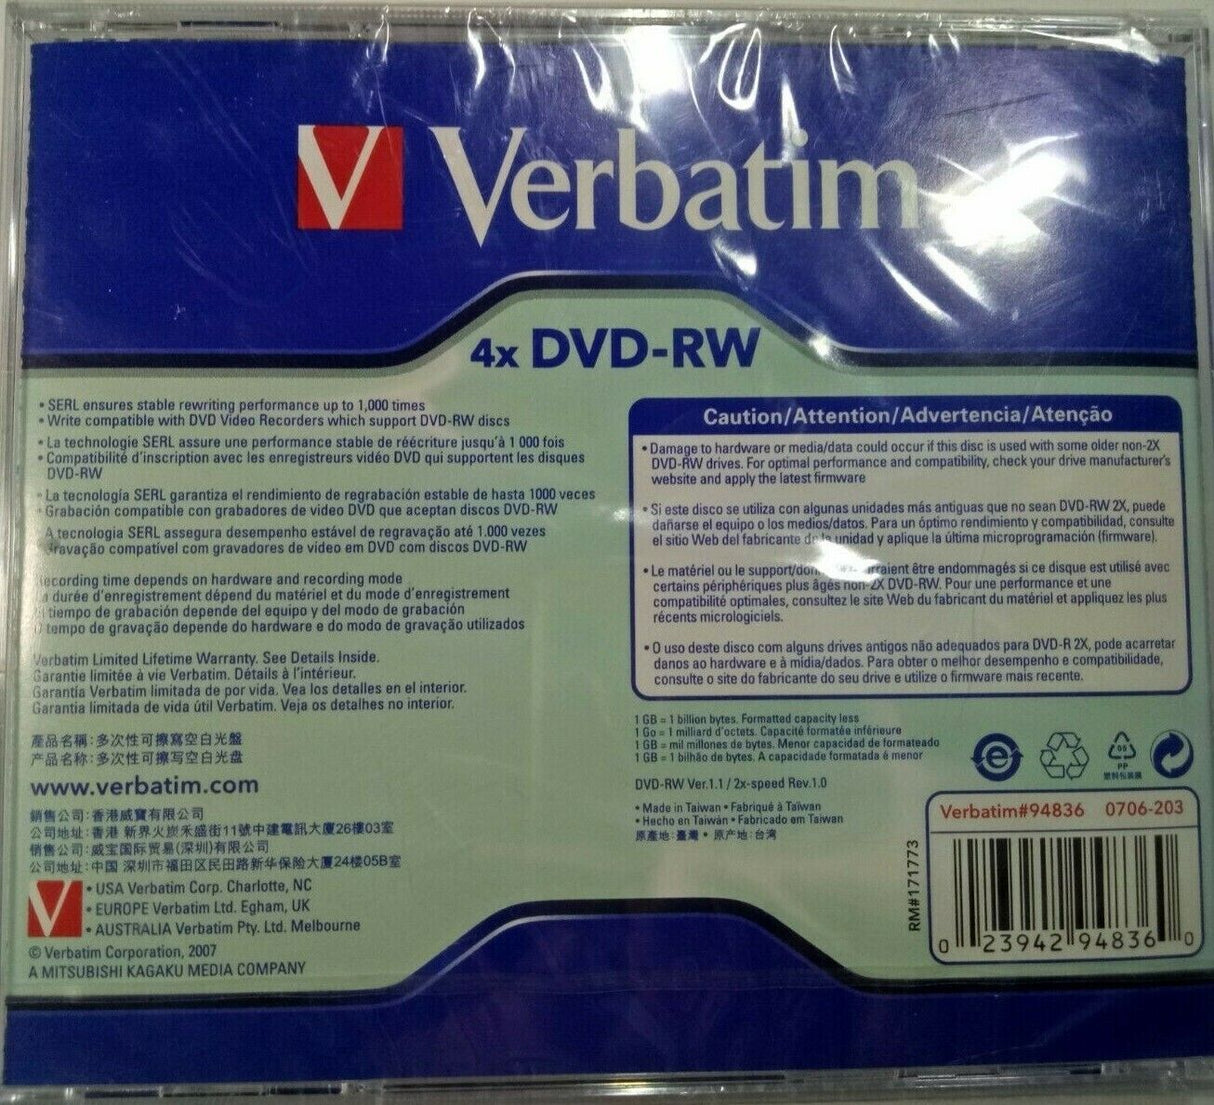 V Verbatim
4x DVD-RW
• SERL ensures stable rewriting performance up to 1,000 times
• Write compatible with DVD Video Recorders which support DVD-RW discs
• La technologie SERL assure une performance stable de réécriture jusqu'à 1 000 fois
• Compatibilité d'inscription avec les enregistreurs vidéo DVD qui supportent les disques
DVD-RW
• La tecnología SERL garantiza el rendimiento de regrabación estable de hasta 1000 veces
• Grabación compatible con grabadores de video DVD que aceptan discos DVD-RW
A tecnologia SERL assegura desempenho estável de regravação até 1.000 vezes
Gravação compatível com gravadores de vídeo em DVD com discos DVD-RW
Recording time depends on hardware and recording mode
La durée d'enregistrement dépend du matériel et du mode d'enregistrement
El tiempo de grabación depende del equipo y del modo de grabación
O tempo de gravação depende do hardware e do modo de gravação utilizados
Verbatim Limited Lifetime Warranty. See Details Inside.
Garantie limitée à vie Verbatim. Détails à l'intérieur.
Garantía Verbatim limitada de por vida. Vea los detalles en el interior.
Garantia limitada de vida útil Verbatim. Veja os detalhes no interior.
產品名稱:多次性可擦寫空白光盤
产品名称:多次性可擦写空白光盘
www.verbatim.com
銷售公司:香港威寶有限公司
公司地址:香港 新界火炭禾盛街11號中建電訊大廈26樓03室
销售公司:威宝国际贸易(深圳)有限公司
公司地址:中国 深圳市福田区民田路新华保险大厦24楼05B室
V
• USA Verbatim Corp. Charlotte, NC
• EUROPE Verbatim Ltd. Egham, UK
• AUSTRALIA Verbatim Pty. Ltd. Melbourne
© Verbatim Corporation, 2007
A MITSUBISHI KAGAKU MEDIA COMPANY
Caution/Attention/Advertencia/Atenção
• Damage to hardware or media/data could occur if this disc is used with some older non-2X
DVD-RW drives. For optimal performance and compatibility, check your drive manufacturer's
website and apply the latest firmware
• Si este disco se utiliza con algunas unidades más antiguas que no sean DVD-RW 2X, puede
dañarse el equipo o los medios/datos. Para un óptimo rendimiento y compatibilidad, consulte
el sitio Web del fabricante de la unidad y aplique la última microprogramación (firmware).
• Le matériel ou le support/données être endommagés si ce disque est utilisé avec
certains périphériques plus âgés non-2X DVD-RW. Pour une performance et une
compatibilité optimales, consultez le site Web du fabricant du matériel et appliquez les plus
récents micrologiciels.
• O uso deste disco com alguns drives antigos não adequados para DVD-R 2X, pode acarretar
danos ao hardware e à mídia/dados. Para obter o melhor desempenho e compatibilidade,
consulte o site do fabricante do seu drive e utilize o firmware mais recente.
1 GB = 1 billion bytes. Formatted capacity less
1 Go = 1 milliard d'octets. Capacité formatée inférieure
1 GB = mil millones de bytes. Menor capacidad de formateado
1 GB = 1 bilhão de bytes. A capacidade formatada é menor
DVD-RW Ver.1.1 / 2x-speed Rev.1.0
• Made in Taiwan • Fabriqué à Taïwan
• Hecho en Taiwán • Fabricado em Taiwan
原產地:臺灣 • 原产地:台湾
e
05
PP
塑料包装膜
Verbatim#94836 0706-203
RM#171773
0 23942 94836 0